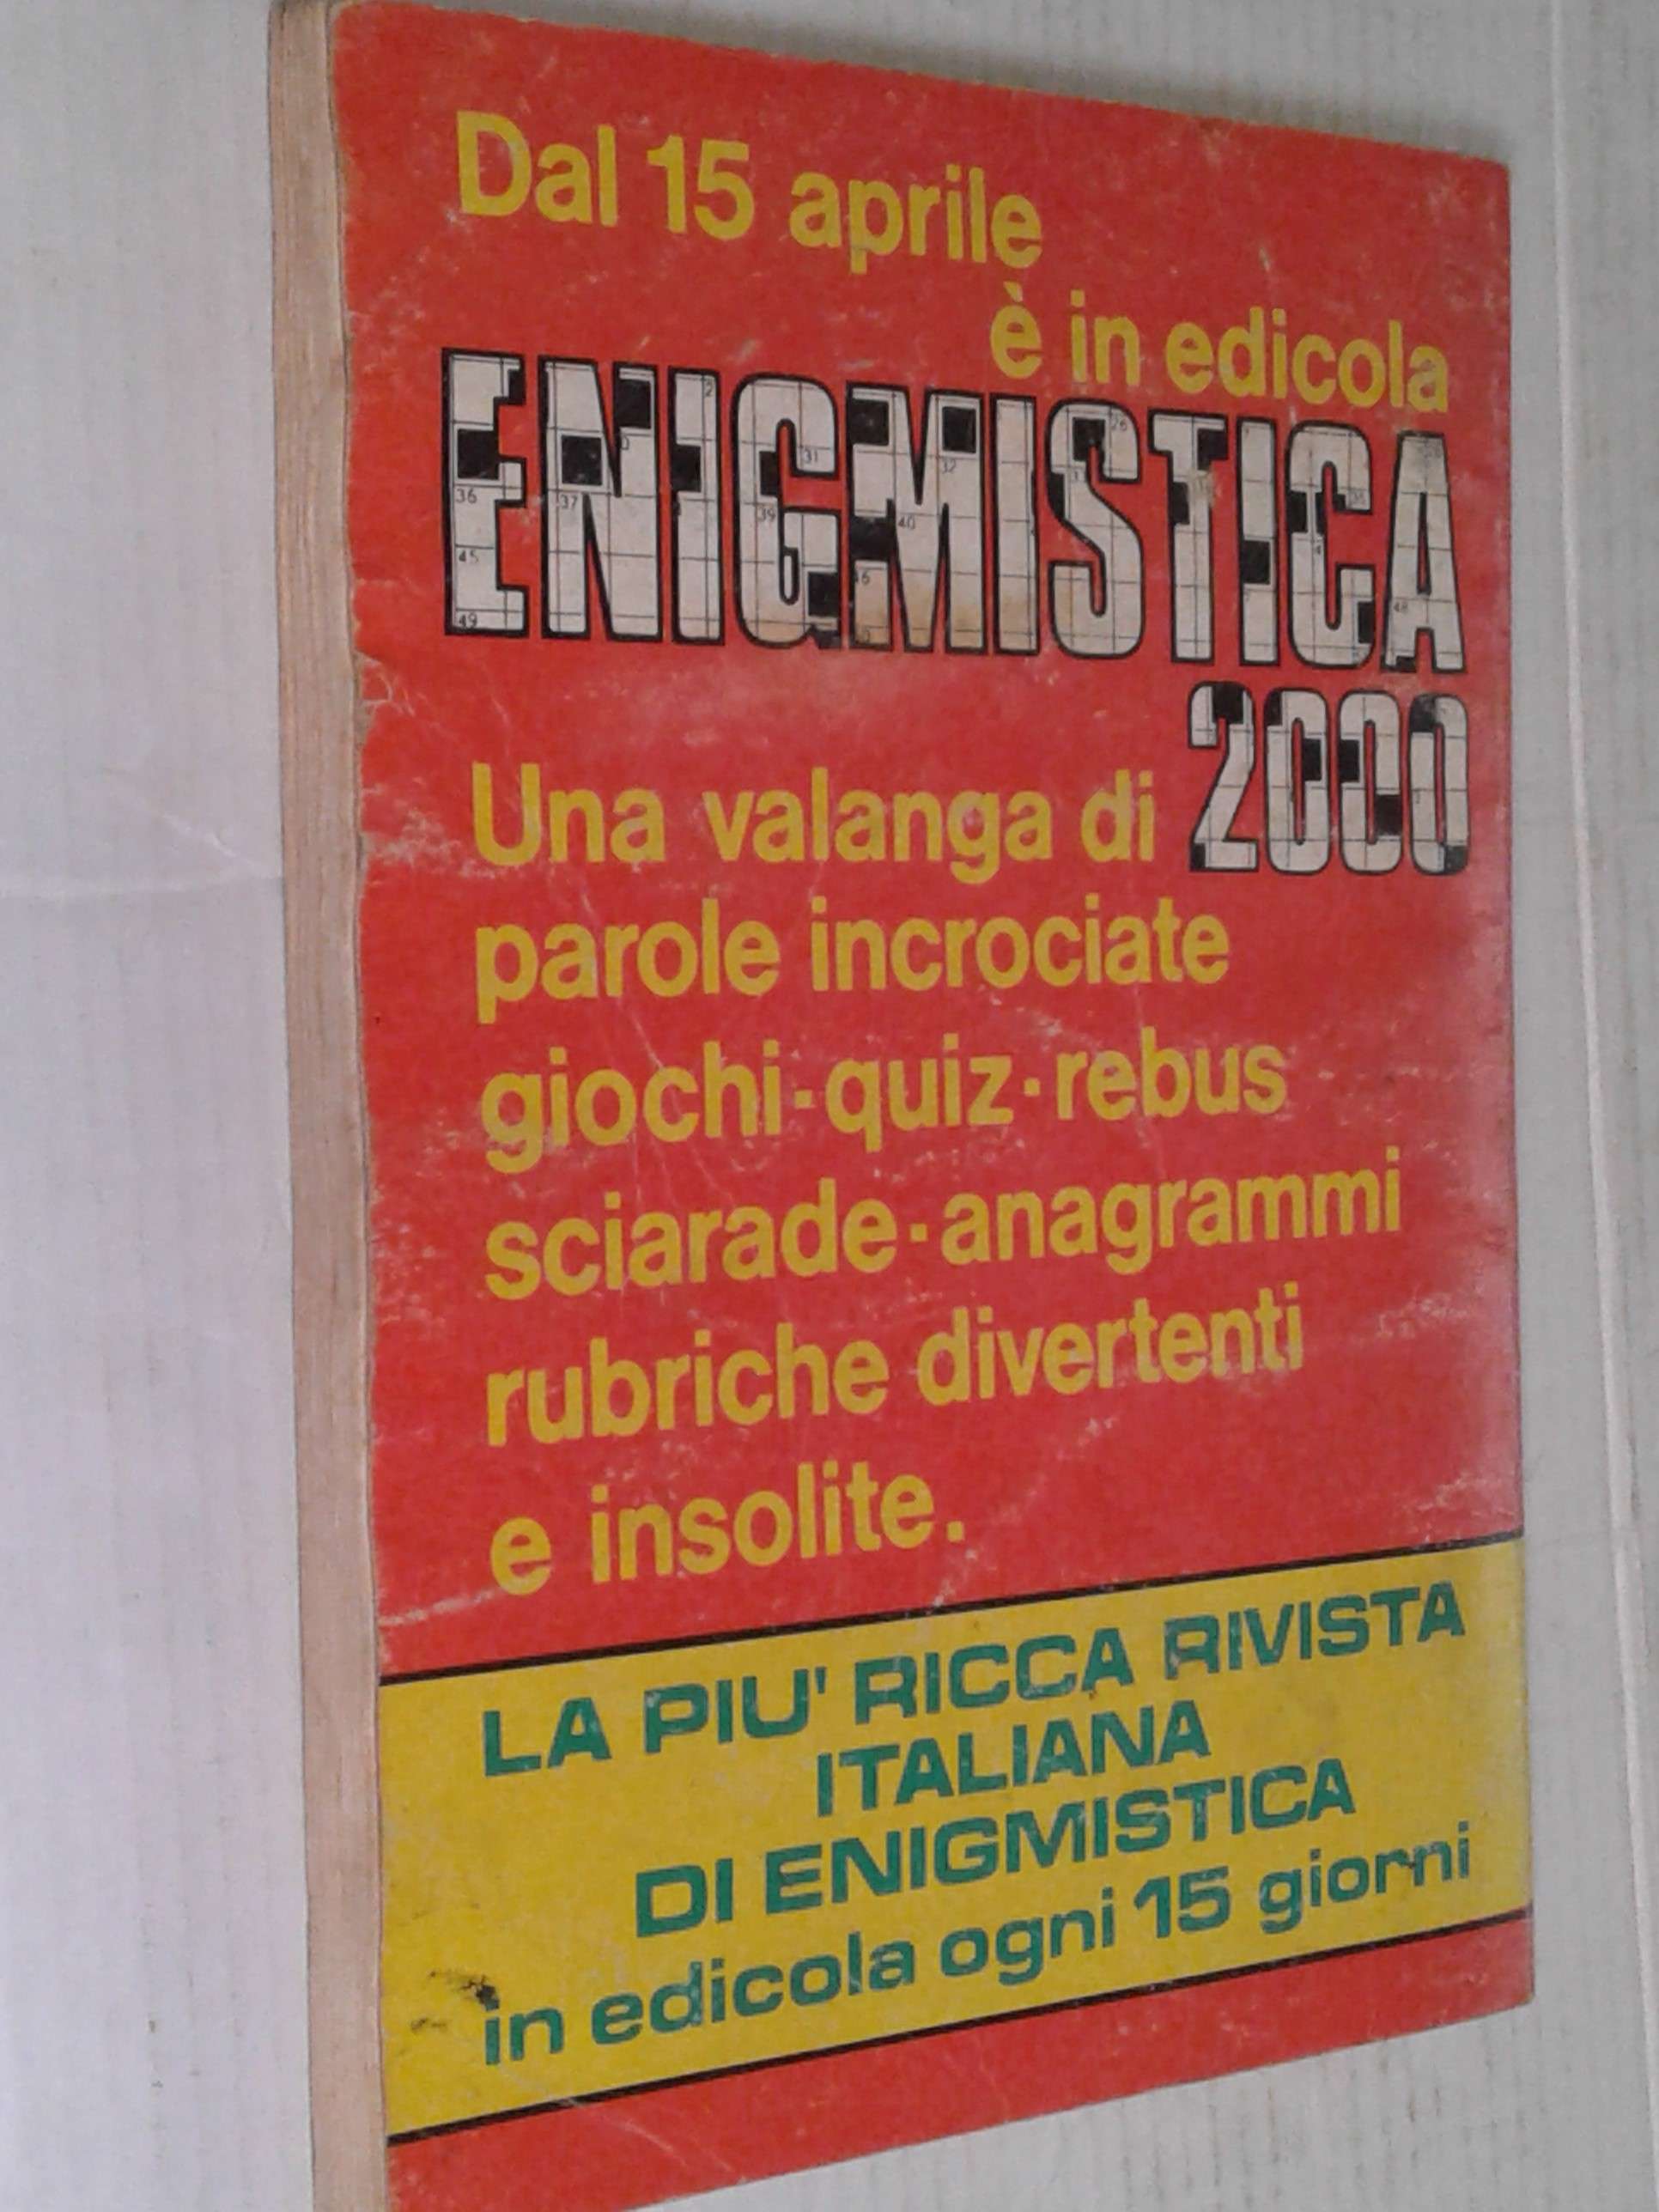 Dal 15 aprile
è in edicola
ENIGMISTICA
2000
Una valanga di
parole incrociate
giochi-quiz-rebus
sciarade-anagrammi
rubriche divertenti
e insolite.
LA PIU' RICCA RIVISTA
ITALIANA
DI ENIGMISTICA
in edicola ogni 15 giorni